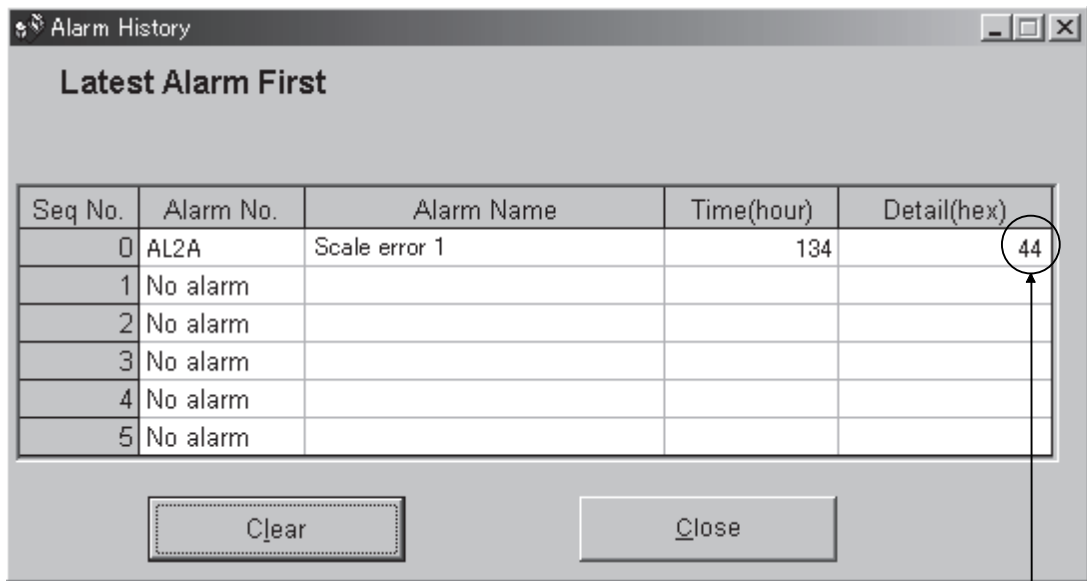 Alarm History
Latest Alarm First
Seq No. Alarm No. Alarm Name Time(hour) Detail(hex)
0 AL2A Scale error 1 134 44
1 No alarm
2 No alarm
3 No alarm
4 No alarm
5 No alarm
Clear Close